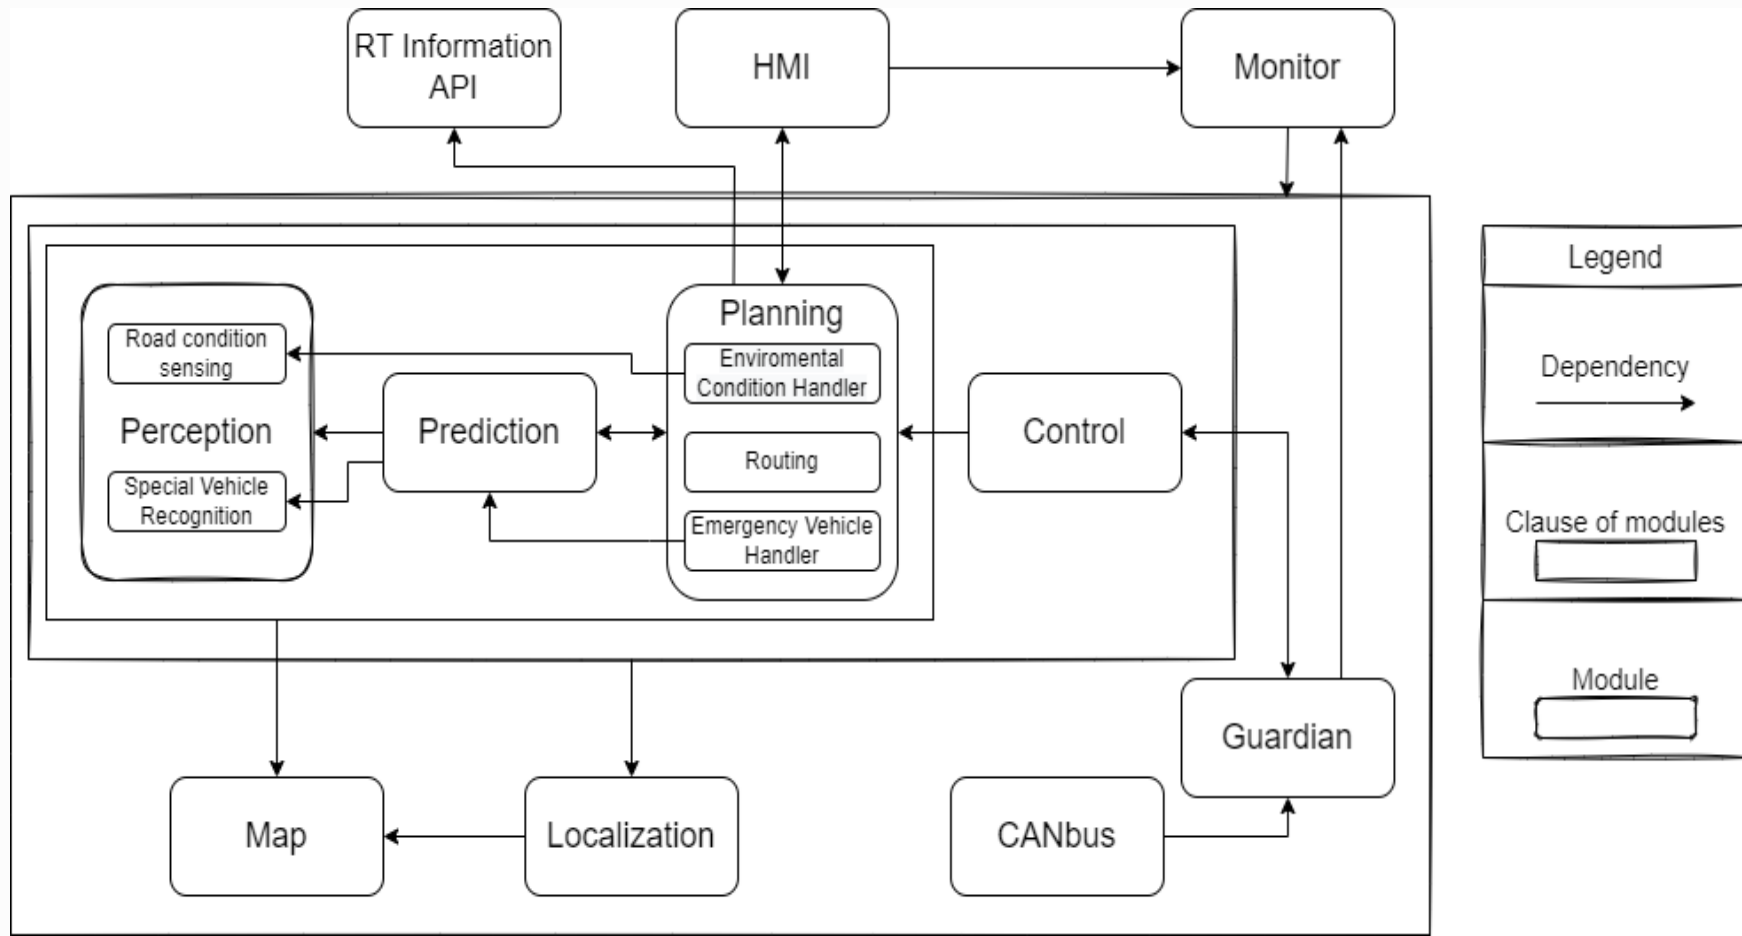 RT Information
API
HMI
Monitor
Legend
Dependency
Clause of modules
Module
Planning
Enviromental
Condition Handler
Routing
Emergency Vehicle
Handler
Road condition
sensing
Perception
Special Vehicle
Recognition
Prediction
Control
Guardian
Map
Localization
CANbus